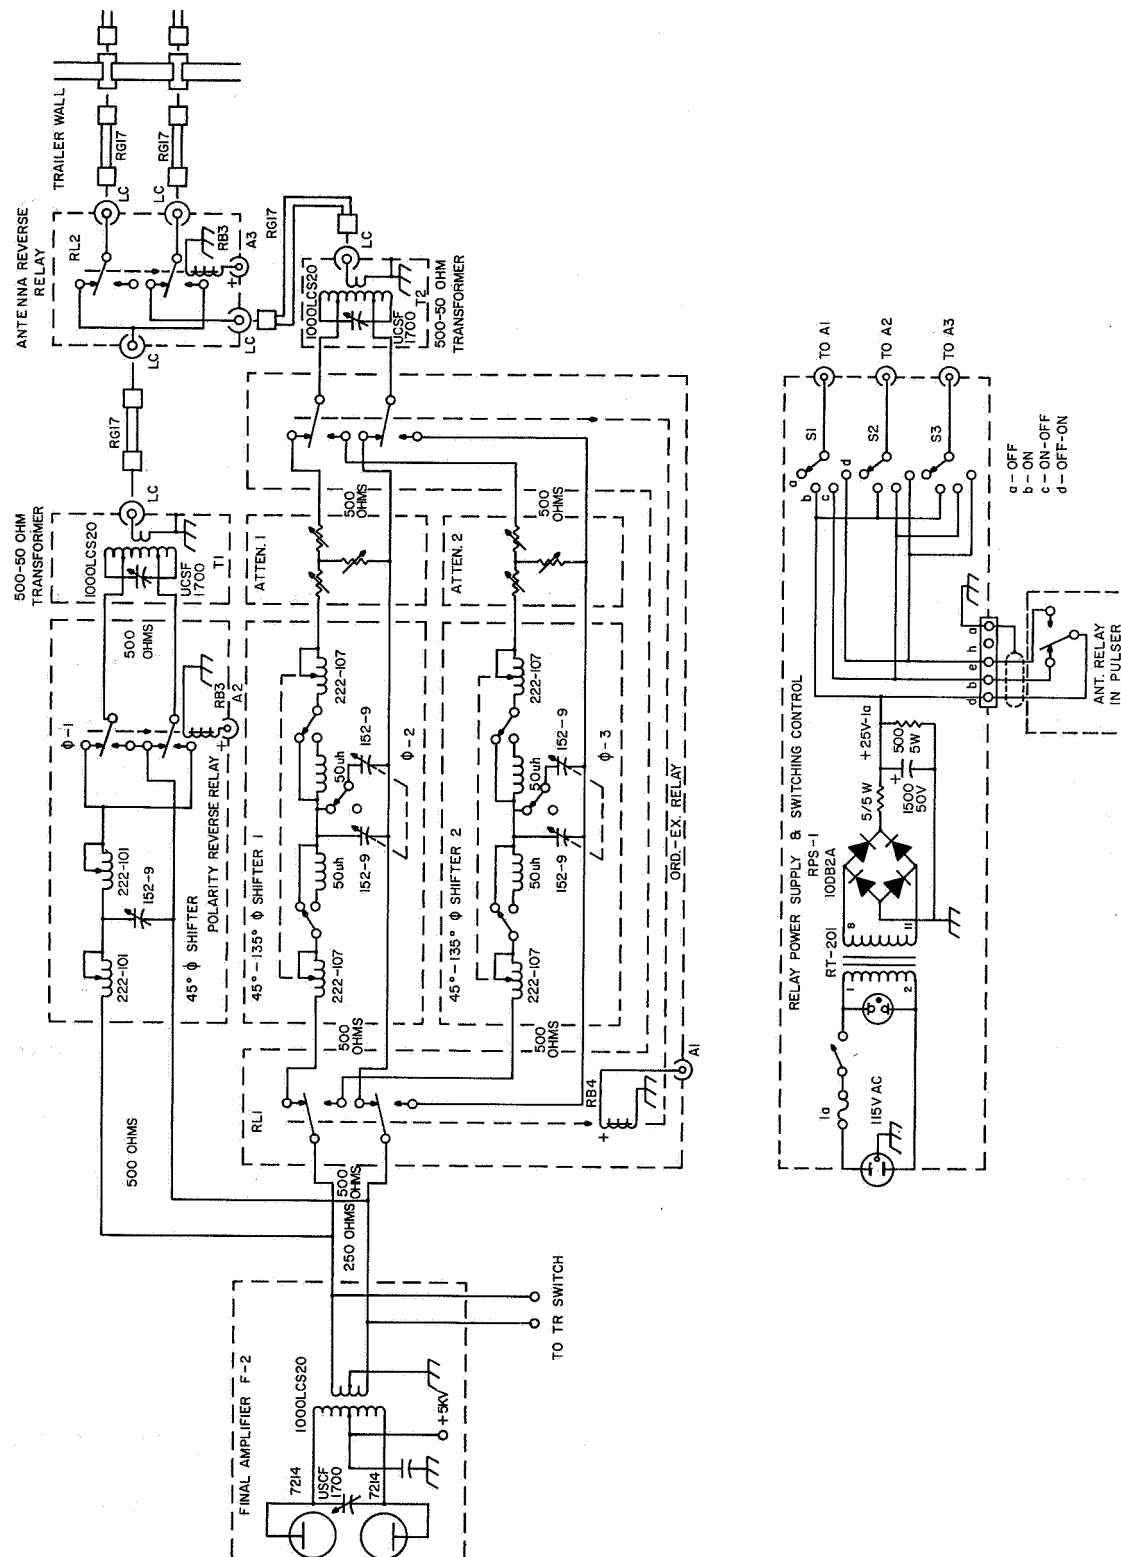 TRAILER WALL
RG17
RG17
LC
LC
ANTENNA REVERSE
RELAY
RL2
RB3
A3
+
LC
LC
RG17
LC
1000LCS20
UCSF
1700
T2
500-50 OHM
TRANSFORMER
RG17
LC
500-50 OHM
TRANSFORMER
1000LCS20
UCSF
1700
T1
500
OHMS
Φ-1
RB3
A2
+
POLARITY REVERSE RELAY
222-101
152-9
222-101
45° Φ SHIFTER
500 OHMS
500
OHMS
500
OHMS
ATTEN. 1
ATTEN. 2
222-107
152-9
50uh
Φ-2
50uh
152-9
222-107
45°-135° Φ SHIFTER 1
222-107
152-9
50uh
Φ-3
50uh
152-9
222-107
45°-135° Φ SHIFTER 2
ORD.-EX. RELAY
500
OHMS
500
OHMS
RL1
RB4
A1
+
500
OHMS
250 OHMS
TO TR SWITCH
FINAL AMPLIFIER F-2
1000LCS20
+5KV
7214
USCF
1700
7214
RELAY POWER SUPPLY & SWITCHING CONTROL
TO A1
TO A2
TO A3
S1
S2
S3
a
b
c
d
a-OFF
b-ON
c-ON-OFF
d-OFF-ON
a
h
e
b
d
ANT. RELAY
IN PULSER
+25V-1a
500
5W
5/5W
+
1500
50V
RPS-1
10DB2A
RT-201
8
11
1
2
1a
115V AC